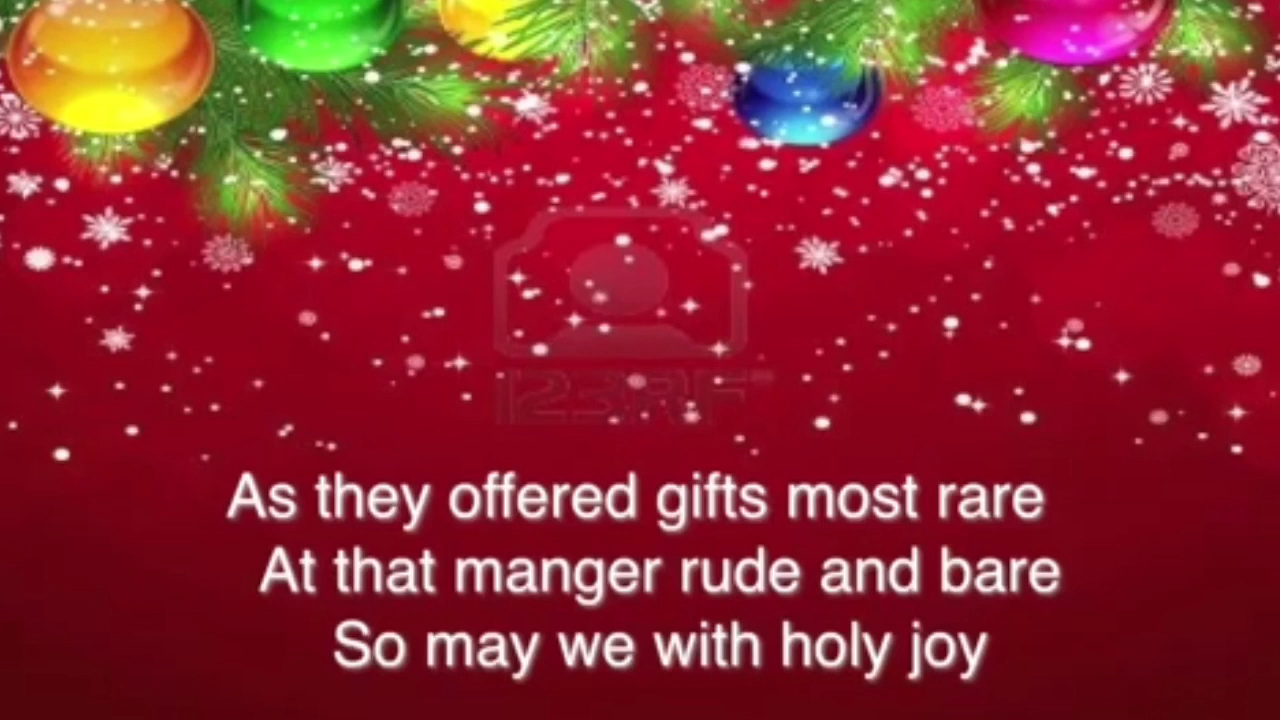 123RF
As they offered gifts most rare
At that manger rude and bare
So may we with holy joy